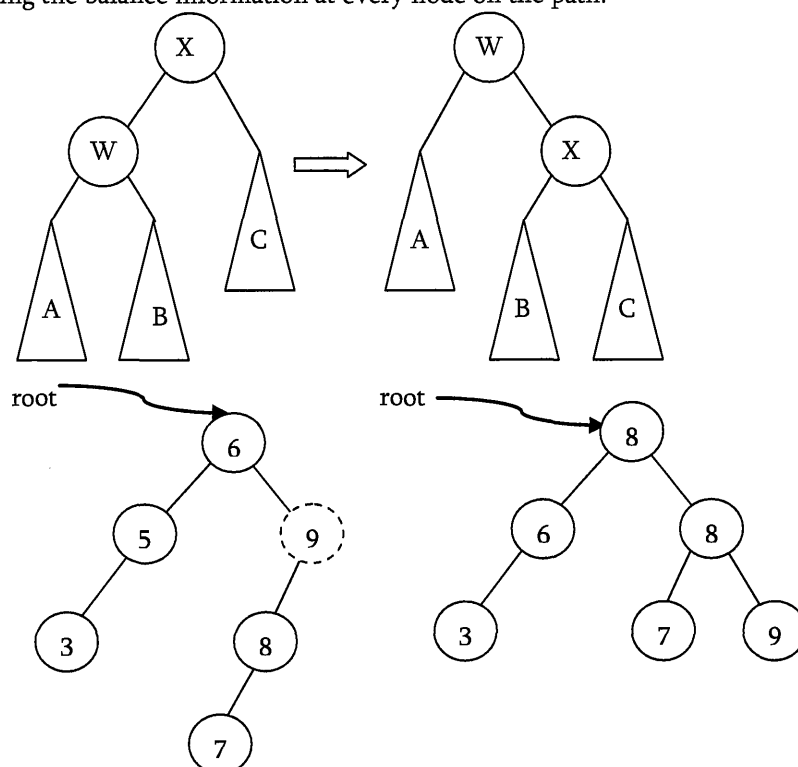 ing the balance information at every node on the path.
X W
W X
C A
A B B C
root root
6 8
5 9 6 8
3 8 3 7 9
7